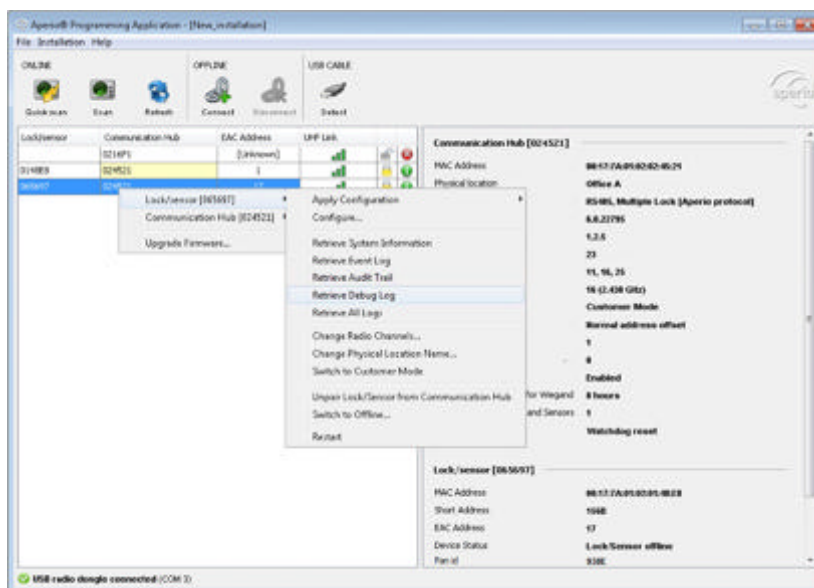 Aperio® Programming Application - [New_installation]
File Installation Help
ONLINE
OFFLINE
USB CABLE
Quick scan
Scan
Refresh
Connect
Disconnect
Detect
aperio
Lock/sensor
Communication Hub
EAC Address
UHF Link
0216F1
[Unknown]
024521
1
17
Lock/sensor [065697]
Communication Hub [024521]
Upgrade Firmware...
Apply Configuration
Configure...
Retrieve System Information
Retrieve Event Log
Retrieve Audit Trail
Retrieve Debug Log
Retrieve All Logs
Change Radio Channels...
Change Physical Location Name...
Switch to Customer Mode
Unpair Lock/Sensor from Communication Hub
Switch to Offline...
Restart
Communication Hub [024521]
MAC Address
Physical location
Office A
RS485, Multiple Lock (Aperio protocol)
6.0.22795
1.2.6
23
11, 16, 25
16 (2.430 GHz)
Customer Mode
Normal address offset
1
0
Enabled
for Wiegand 8 hours
and Sensors 1
Watchdog reset
Lock/sensor [065697]
MAC Address
Short Address
EAC Address 17
Device Status Lock/Sensor offline
Pan id
USB radio dongle connected (COM 3)